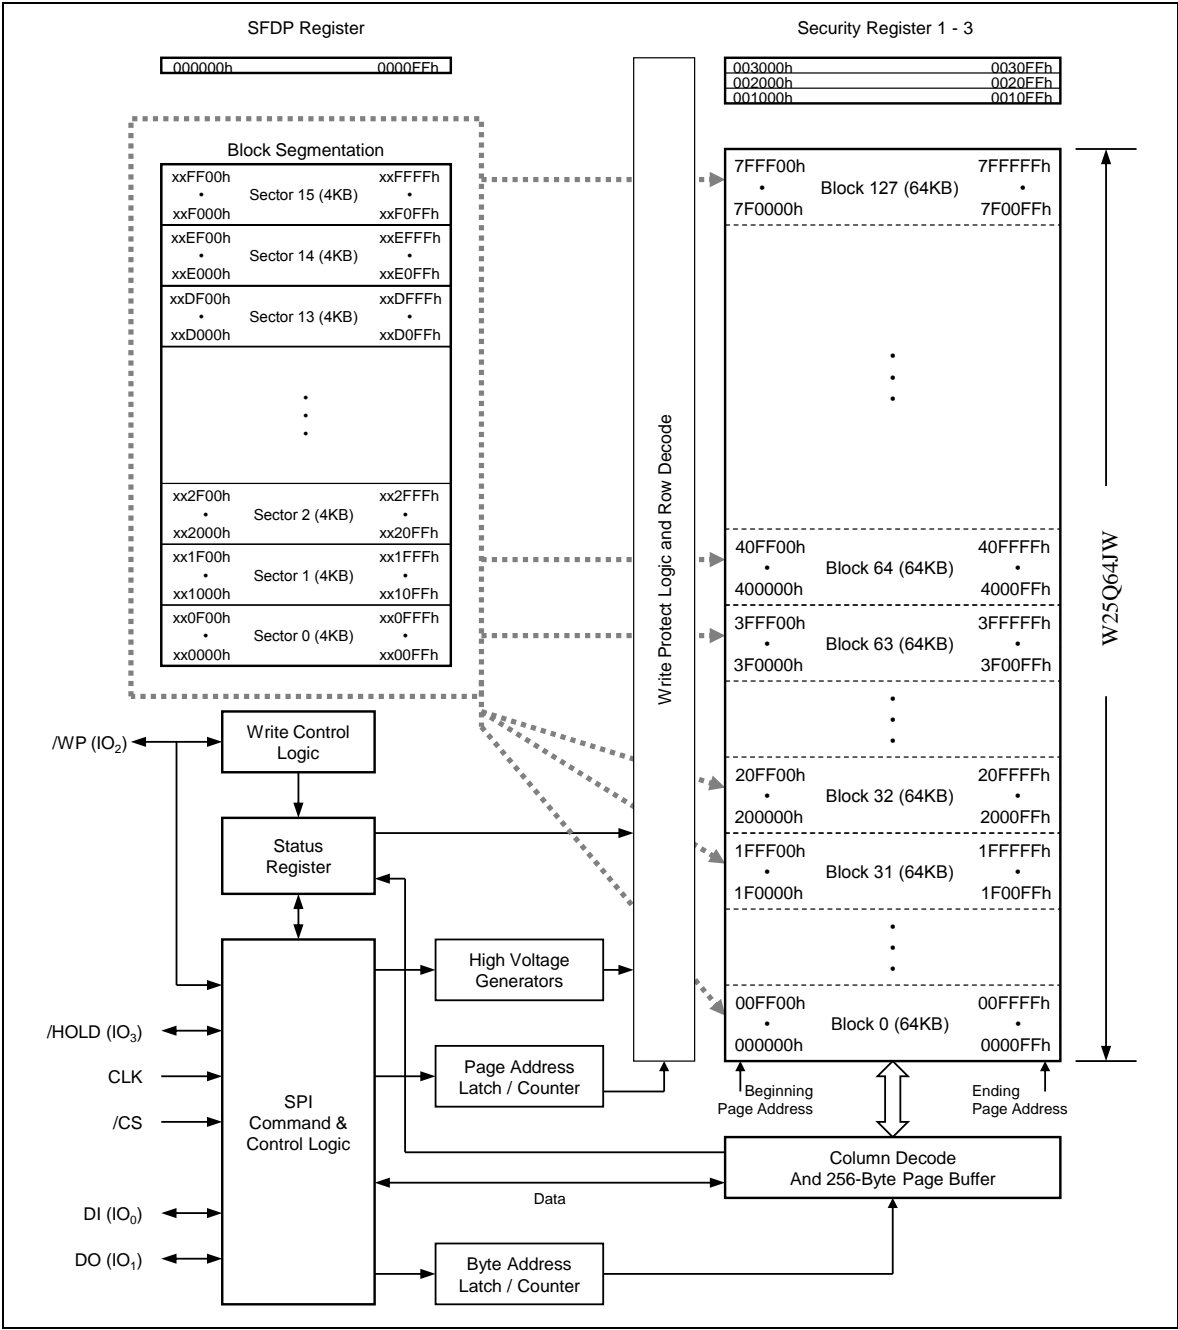 SFDP Register
000000h 0000FFh
Security Register 1 - 3
003000h 0030FFh
002000h 0020FFh
001000h 0010FFh
Block Segmentation
xxFF00h xxFFFFh
• Sector 15 (4KB) •
xxF000h xxF0FFh
xxEF00h xxEFFFh
• Sector 14 (4KB) •
xxE000h xxE0FFh
xxDF00h xxDFFFh
• Sector 13 (4KB) •
xxD000h xxD0FFh
xx2F00h xx2FFFh
• Sector 2 (4KB) •
xx2000h xx20FFh
xx1F00h xx1FFFh
• Sector 1 (4KB) •
xx1000h xx10FFh
xx0F00h xx0FFFh
• Sector 0 (4KB) •
xx0000h xx00FFh
Write Protect Logic and Row Decode
7FFF00h 7FFFFFh
• Block 127 (64KB) •
7F0000h 7F00FFh
40FF00h 40FFFFh
• Block 64 (64KB) •
400000h 4000FFh
3FFF00h 3FFFFFh
• Block 63 (64KB) •
3F0000h 3F00FFh
20FF00h 20FFFFh
• Block 32 (64KB) •
200000h 2000FFh
1FFF00h 1FFFFFh
• Block 31 (64KB) •
1F0000h 1F00FFh
00FF00h 00FFFFh
• Block 0 (64KB) •
000000h 0000FFh
W25Q64JW
Beginning
Page Address
Ending
Page Address
/WP (IO2)
Write Control
Logic
Status
Register
High Voltage
Generators
/HOLD (IO3)
CLK
/CS
DI (IO0)
DO (IO1)
SPI
Command &
Control Logic
Page Address
Latch / Counter
Column Decode
And 256-Byte Page Buffer
Data
Byte Address
Latch / Counter